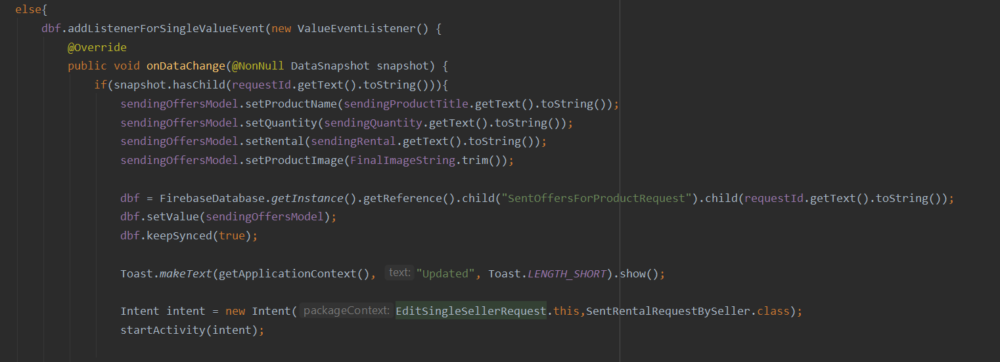 else{
dbf.addListenerForSingleValueEvent(new ValueEventListener() {
@Override
public void onDataChange(@NonNull DataSnapshot snapshot) {
if(snapshot.hasChild(requestId.getText().toString())){
sendingOffersModel.setProductName(sendingProductTitle.getText().toString());
sendingOffersModel.setQuantity(sendingQuantity.getText().toString());
sendingOffersModel.setRental(sendingRental.getText().toString());
sendingOffersModel.setProductImage(FinalImageString.trim());
dbf = FirebaseDatabase.getInstance().getReference().child("SentOffersForProductRequest").child(requestId.getText().toString());
dbf.setValue(sendingOffersModel);
dbf.keepSynced(true);
Toast.makeText(getApplicationContext(), text: "Updated", Toast.LENGTH_SHORT).show();
Intent intent = new Intent( packageContext: EditSingleSellerRequest.this,SentRentalRequestBySeller.class);
startActivity(intent);